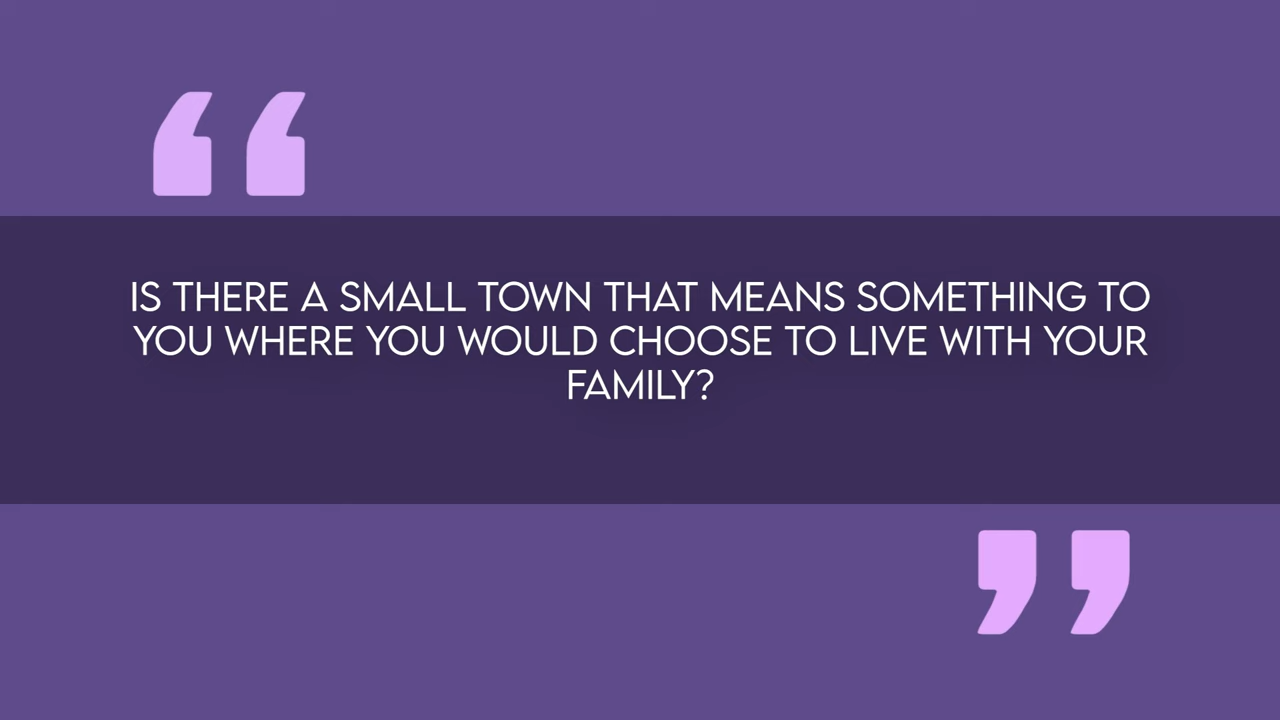 “
IS THERE A SMALL TOWN THAT MEANS SOMETHING TO
YOU WHERE YOU WOULD CHOOSE TO LIVE WITH YOUR
FAMILY?
”